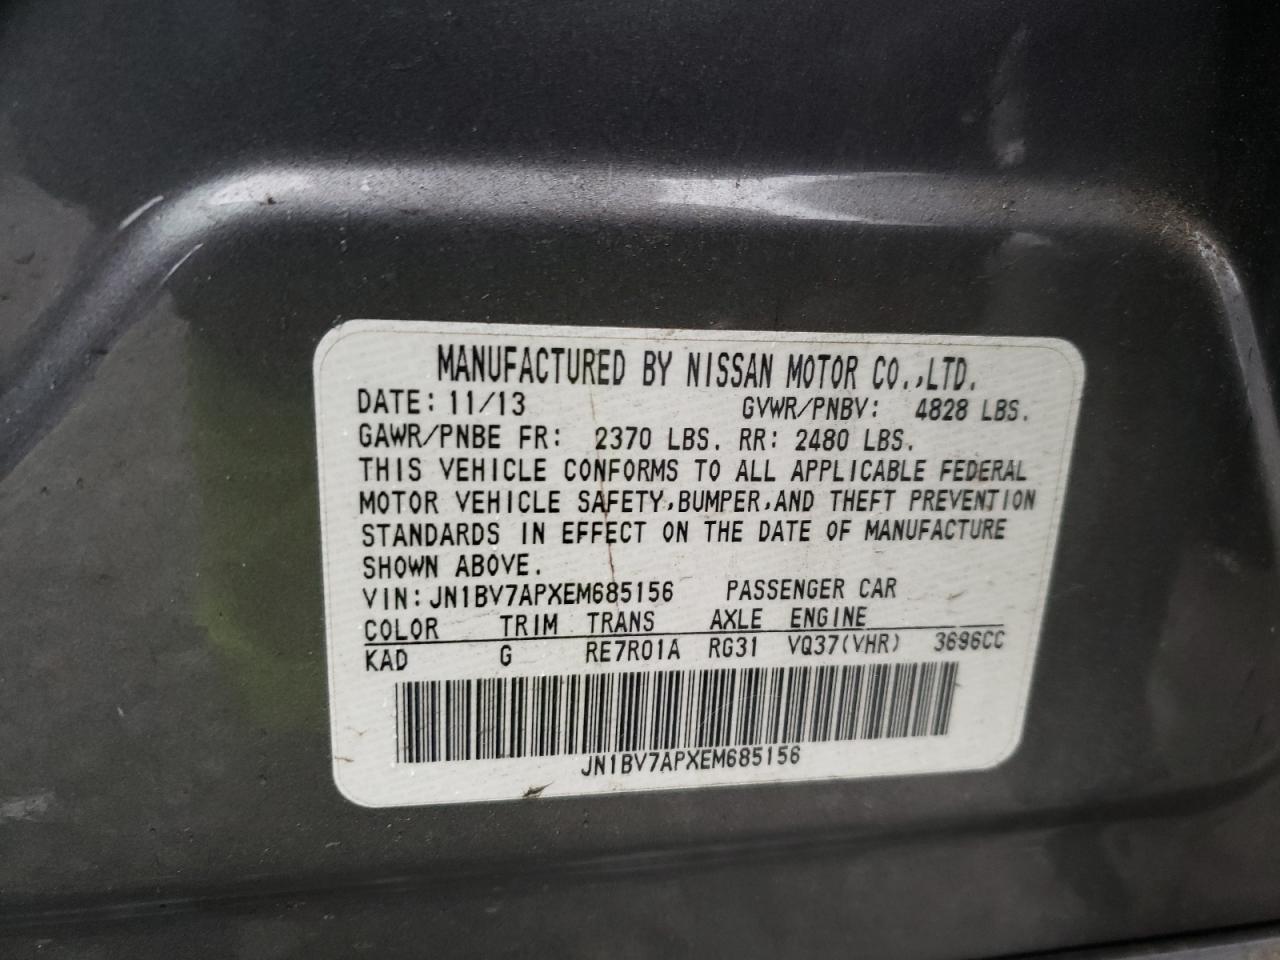 MANUFACTURED BY NISSAN MOTOR CO.,LTD.
DATE: 11/13 GVWR/PNBV: 4828 LBS.
GAWR/PNBE FR: 2370 LBS. RR: 2480 LBS.
THIS VEHICLE CONFORMS TO ALL APPLICABLE FEDERAL
MOTOR VEHICLE SAFETY,BUMPER,AND THEFT PREVENTION
STANDARDS IN EFFECT ON THE DATE OF MANUFACTURE
SHOWN ABOVE.
VIN: JN1BV7APXEM685156 PASSENGER CAR
COLOR TRIM TRANS AXLE ENGINE
KAD G RE7R01A RG31 VQ37(VHR) 3696CC
JN1BV7APXEM685156